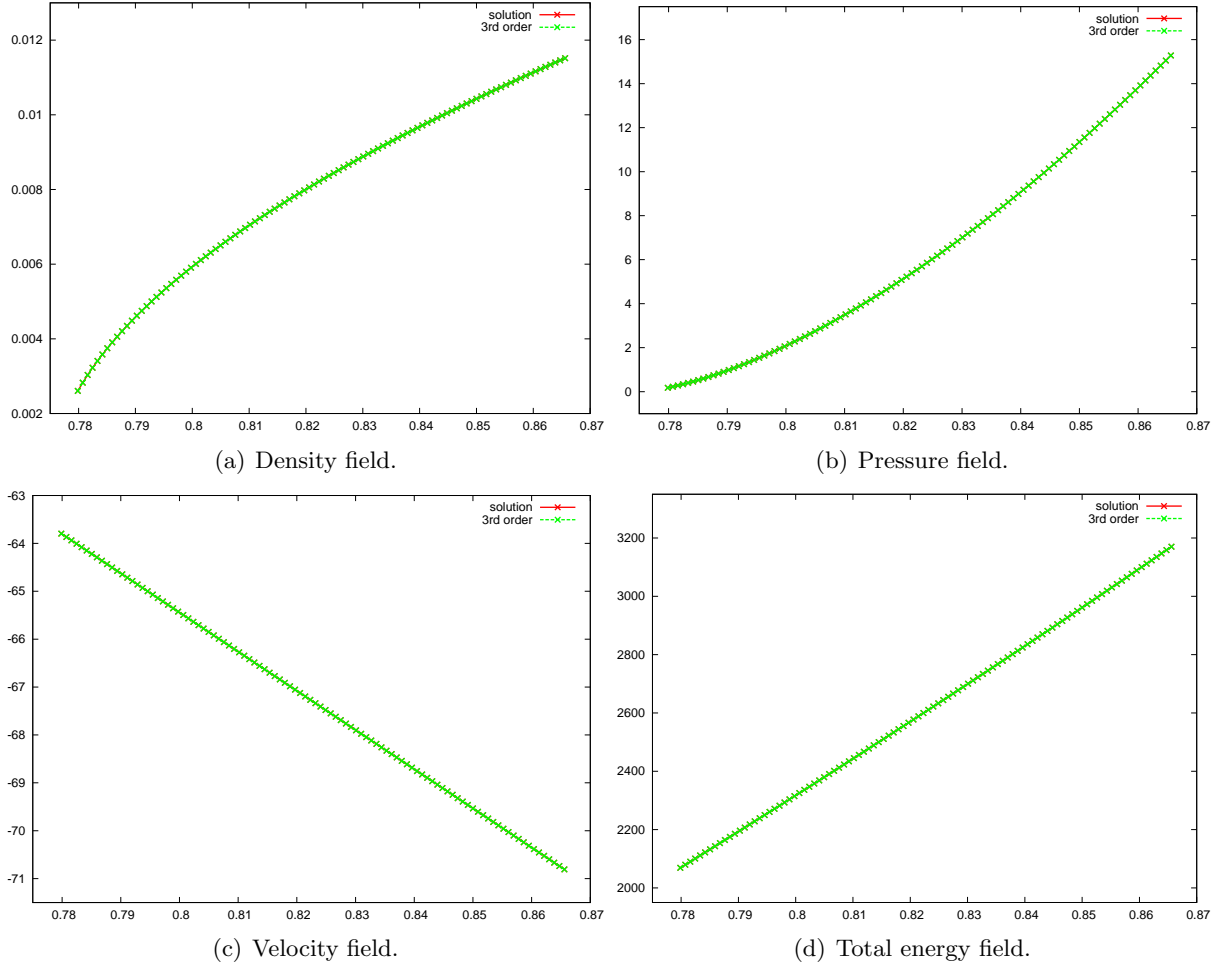 solution
3rd order
0.012
0.01
0.008
0.006
0.004
0.002
0.78 0.79 0.8 0.81 0.82 0.83 0.84 0.85 0.86 0.87
(a) Density field.
solution
3rd order
16
14
12
10
8
6
4
2
0
0.78 0.79 0.8 0.81 0.82 0.83 0.84 0.85 0.86 0.87
(b) Pressure field.
solution
3rd order
-63
-64
-65
-66
-67
-68
-69
-70
-71
0.78 0.79 0.8 0.81 0.82 0.83 0.84 0.85 0.86 0.87
(c) Velocity field.
solution
3rd order
3200
3000
2800
2600
2400
2200
2000
0.78 0.79 0.8 0.81 0.82 0.83 0.84 0.85 0.86 0.87
(d) Total energy field.